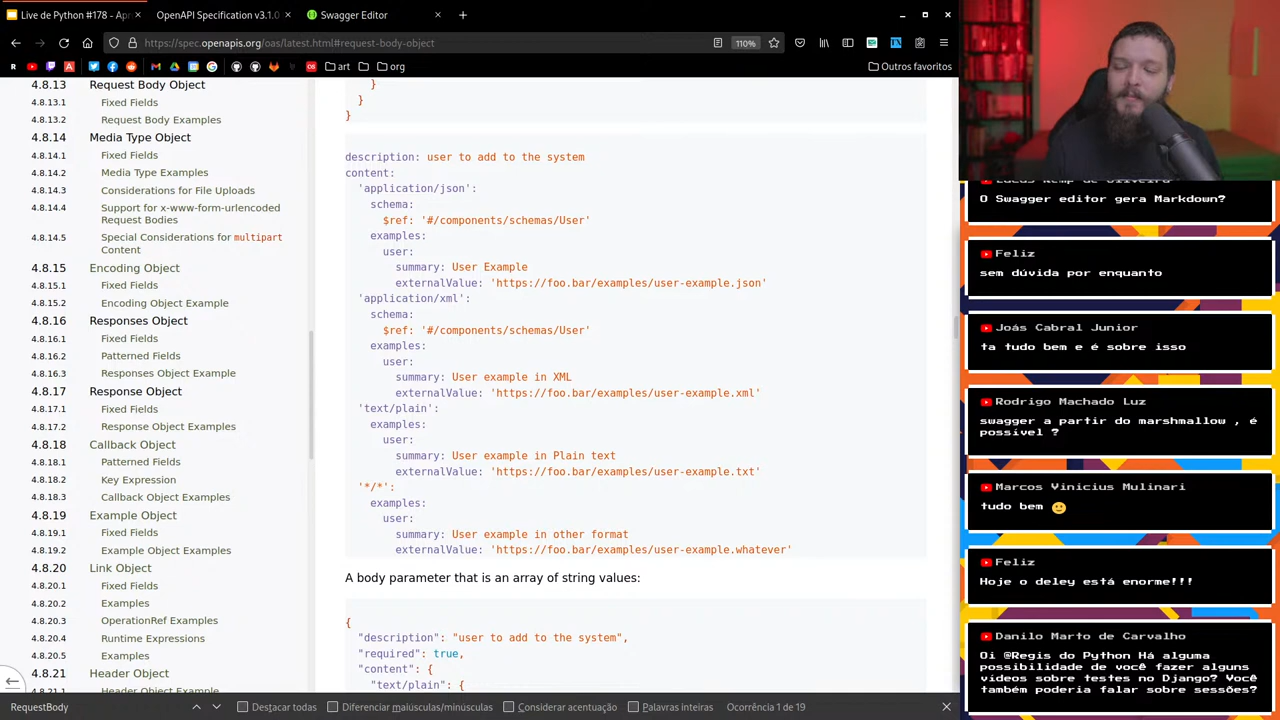 Live de Python #178 - Apr
OpenAPI Specification v3.1.0
Swagger Editor
https://spec.openapis.org/oas/latest.html#request-body-object
110%
art
org
Outros favoritos
4.8.13 Request Body Object
4.8.13.1 Fixed Fields
4.8.13.2 Request Body Examples
4.8.14 Media Type Object
4.8.14.1 Fixed Fields
4.8.14.2 Media Type Examples
4.8.14.3 Considerations for File Uploads
4.8.14.4 Support for x-www-form-urlencoded
Request Bodies
4.8.14.5 Special Considerations for multipart
Content
4.8.15 Encoding Object
4.8.15.1 Fixed Fields
4.8.15.2 Encoding Object Example
4.8.16 Responses Object
4.8.16.1 Fixed Fields
4.8.16.2 Patterned Fields
4.8.16.3 Responses Object Example
4.8.17 Response Object
4.8.17.1 Fixed Fields
4.8.17.2 Response Object Examples
4.8.18 Callback Object
4.8.18.1 Patterned Fields
4.8.18.2 Key Expression
4.8.18.3 Callback Object Examples
4.8.19 Example Object
4.8.19.1 Fixed Fields
4.8.19.2 Example Object Examples
4.8.20 Link Object
4.8.20.1 Fixed Fields
4.8.20.2 Examples
4.8.20.3 OperationRef Examples
4.8.20.4 Runtime Expressions
4.8.20.5 Examples
4.8.21 Header Object
4.8.21.1 Header Object Example
}
}
}
description: user to add to the system
content:
'application/json':
schema:
$ref: '#/components/schemas/User'
examples:
user:
summary: User Example
externalValue: 'https://foo.bar/examples/user-example.json'
'application/xml':
schema:
$ref: '#/components/schemas/User'
examples:
user:
summary: User example in XML
externalValue: 'https://foo.bar/examples/user-example.xml'
'text/plain':
examples:
user:
summary: User example in Plain text
externalValue: 'https://foo.bar/examples/user-example.txt'
'*/*':
examples:
user:
summary: User example in other format
externalValue: 'https://foo.bar/examples/user-example.whatever'
A body parameter that is an array of string values:
{
"description": "user to add to the system",
"required": true,
"content": {
"text/plain": {
RequestBody
Destacar todas
Diferenciar maiúsculas/minúsculas
Considerar acentuação
Palavras inteiras
Ocorrência 1 de 19
Lucas Kemp de Oliveira
O Swagger editor gera Markdown?
Feliz
sem dúvida por enquanto
Joás Cabral Junior
ta tudo bem e é sobre isso
Rodrigo Machado Luz
swagger a partir do marshmallow , é
possível ?
Marcos Vinicius Mulinari
tudo bem 🙂
Feliz
Hoje o deley está enorme!!!
Danilo Marto de Carvalho
Oi @Regis do Python Há alguma
possibilidade de você fazer alguns
vídeos sobre testes no Django? Você
também poderia falar sobre sessões?